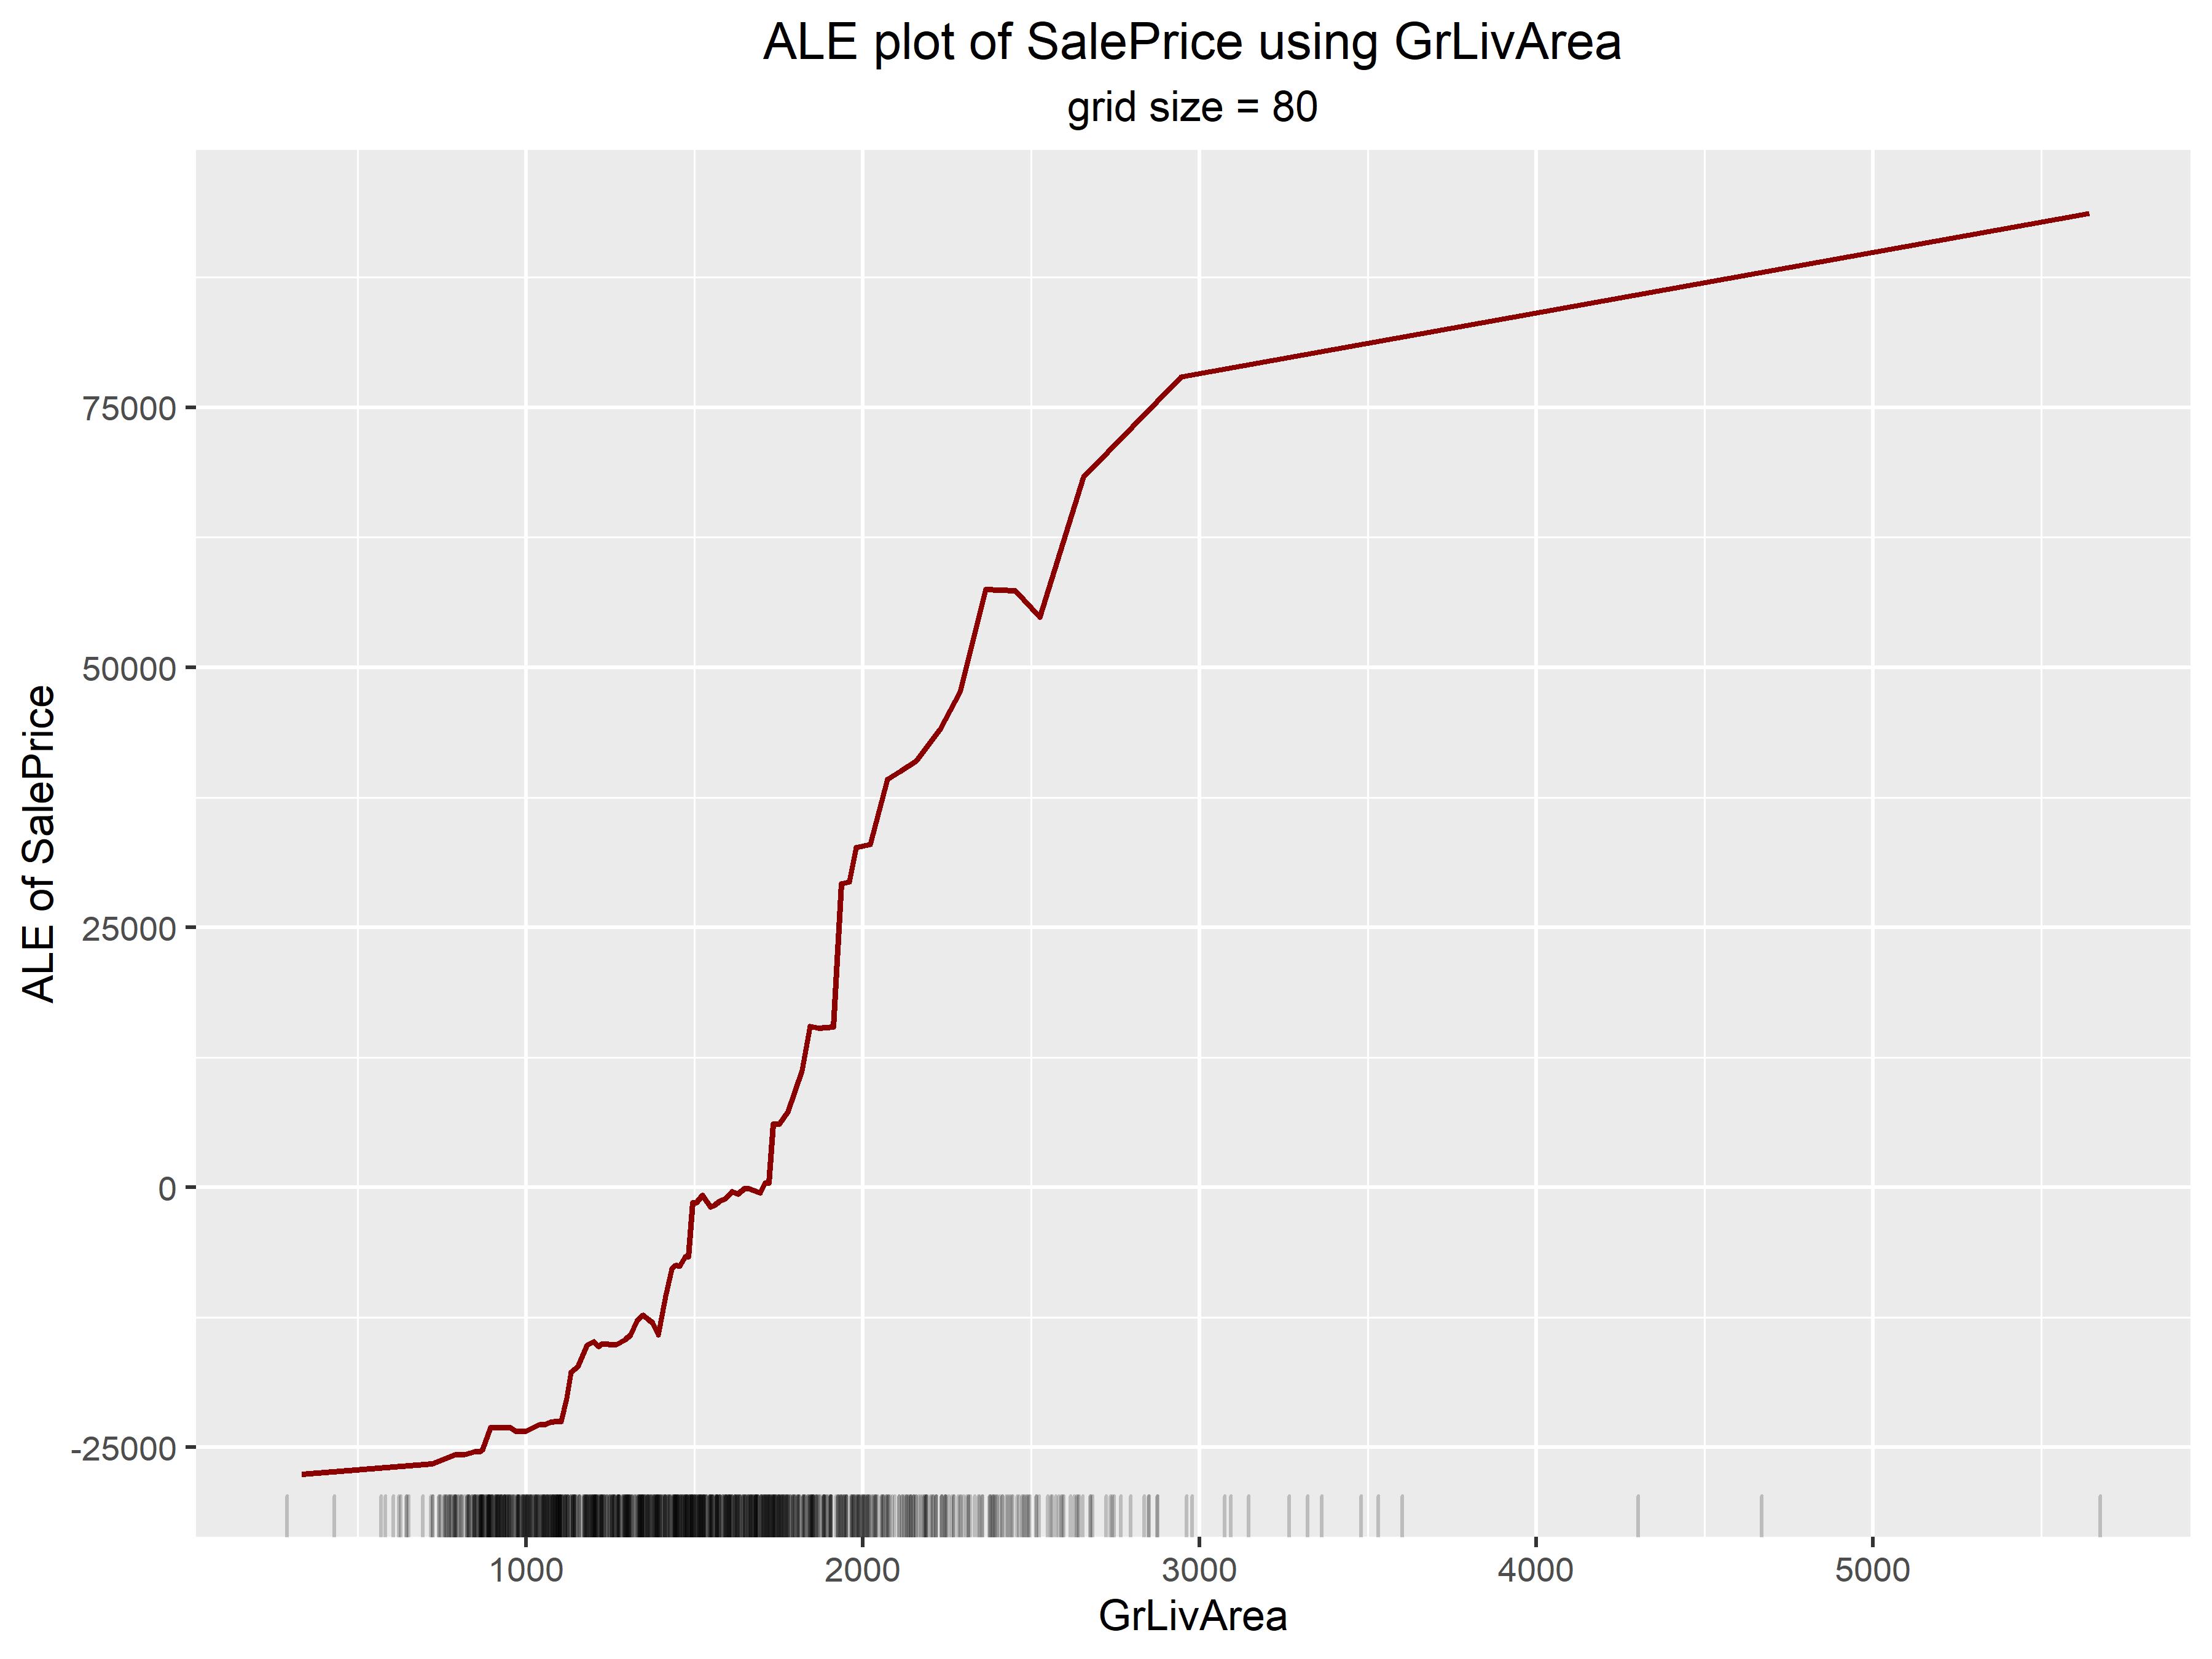 ALE plot of SalePrice using GrLivArea
grid size = 80
ALE of SalePrice
75000
50000
25000
0
-25000
1000 2000 3000 4000 5000
GrLivArea